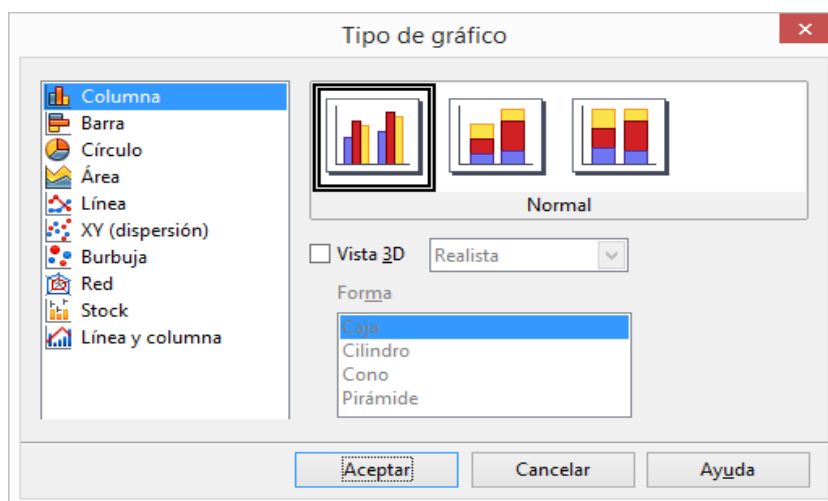 Tipo de gráfico
Columna
Barra
Círculo
Área
Línea
XY (dispersión)
Burbuja
Red
Stock
Línea y columna
Normal
Vista 3D
Realista
Forma
Caja
Cilindro
Cono
Pirámide
Aceptar
Cancelar
Ayuda